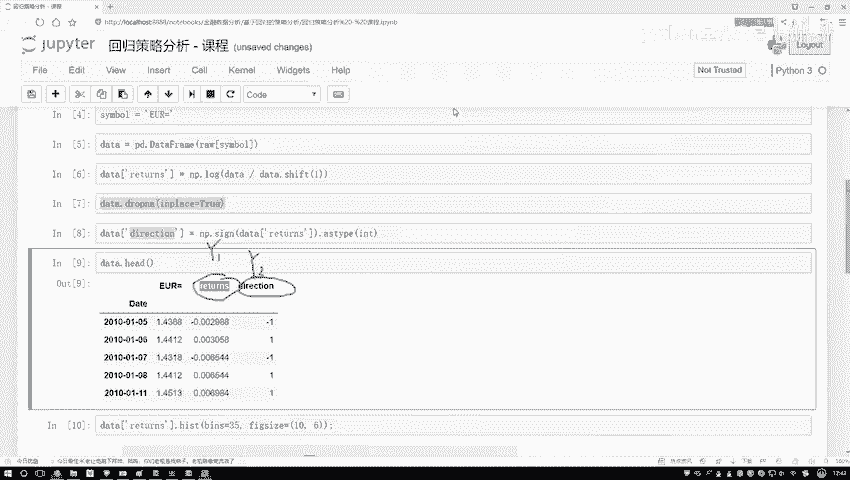 回归策略分析 - 课程
http://localhost:8888/notebooks/金融数据分析/基于回归的策略分析/回归策略分析%20-%20课程.ipynb
jupyter 回归策略分析 - 课程 (unsaved changes)
Logout
File Edit View Insert Cell Kernel Widgets Help
Not Trusted
Python 3
Code
In [4]: symbol = 'EUR='
In [5]: data = pd.DataFrame(raw[symbol])
In [6]: data['returns'] = np.log(data / data.shift(1))
In [7]: data.dropna(inplace=True)
In [8]: data['direction'] = np.sign(data['returns']).astype(int)
Y1 Y2
In [9]: data.head()
Out[9]:
EUR= returns direction
Date
2010-01-05 1.4368 -0.002988 -1
2010-01-06 1.4412 0.003058 1
2010-01-07 1.4318 -0.006544 -1
2010-01-08 1.4412 0.006544 1
2010-01-11 1.4513 0.006984 1
In [10]: data['returns'].hist(bins=35, figsize=(10, 6));
12:43